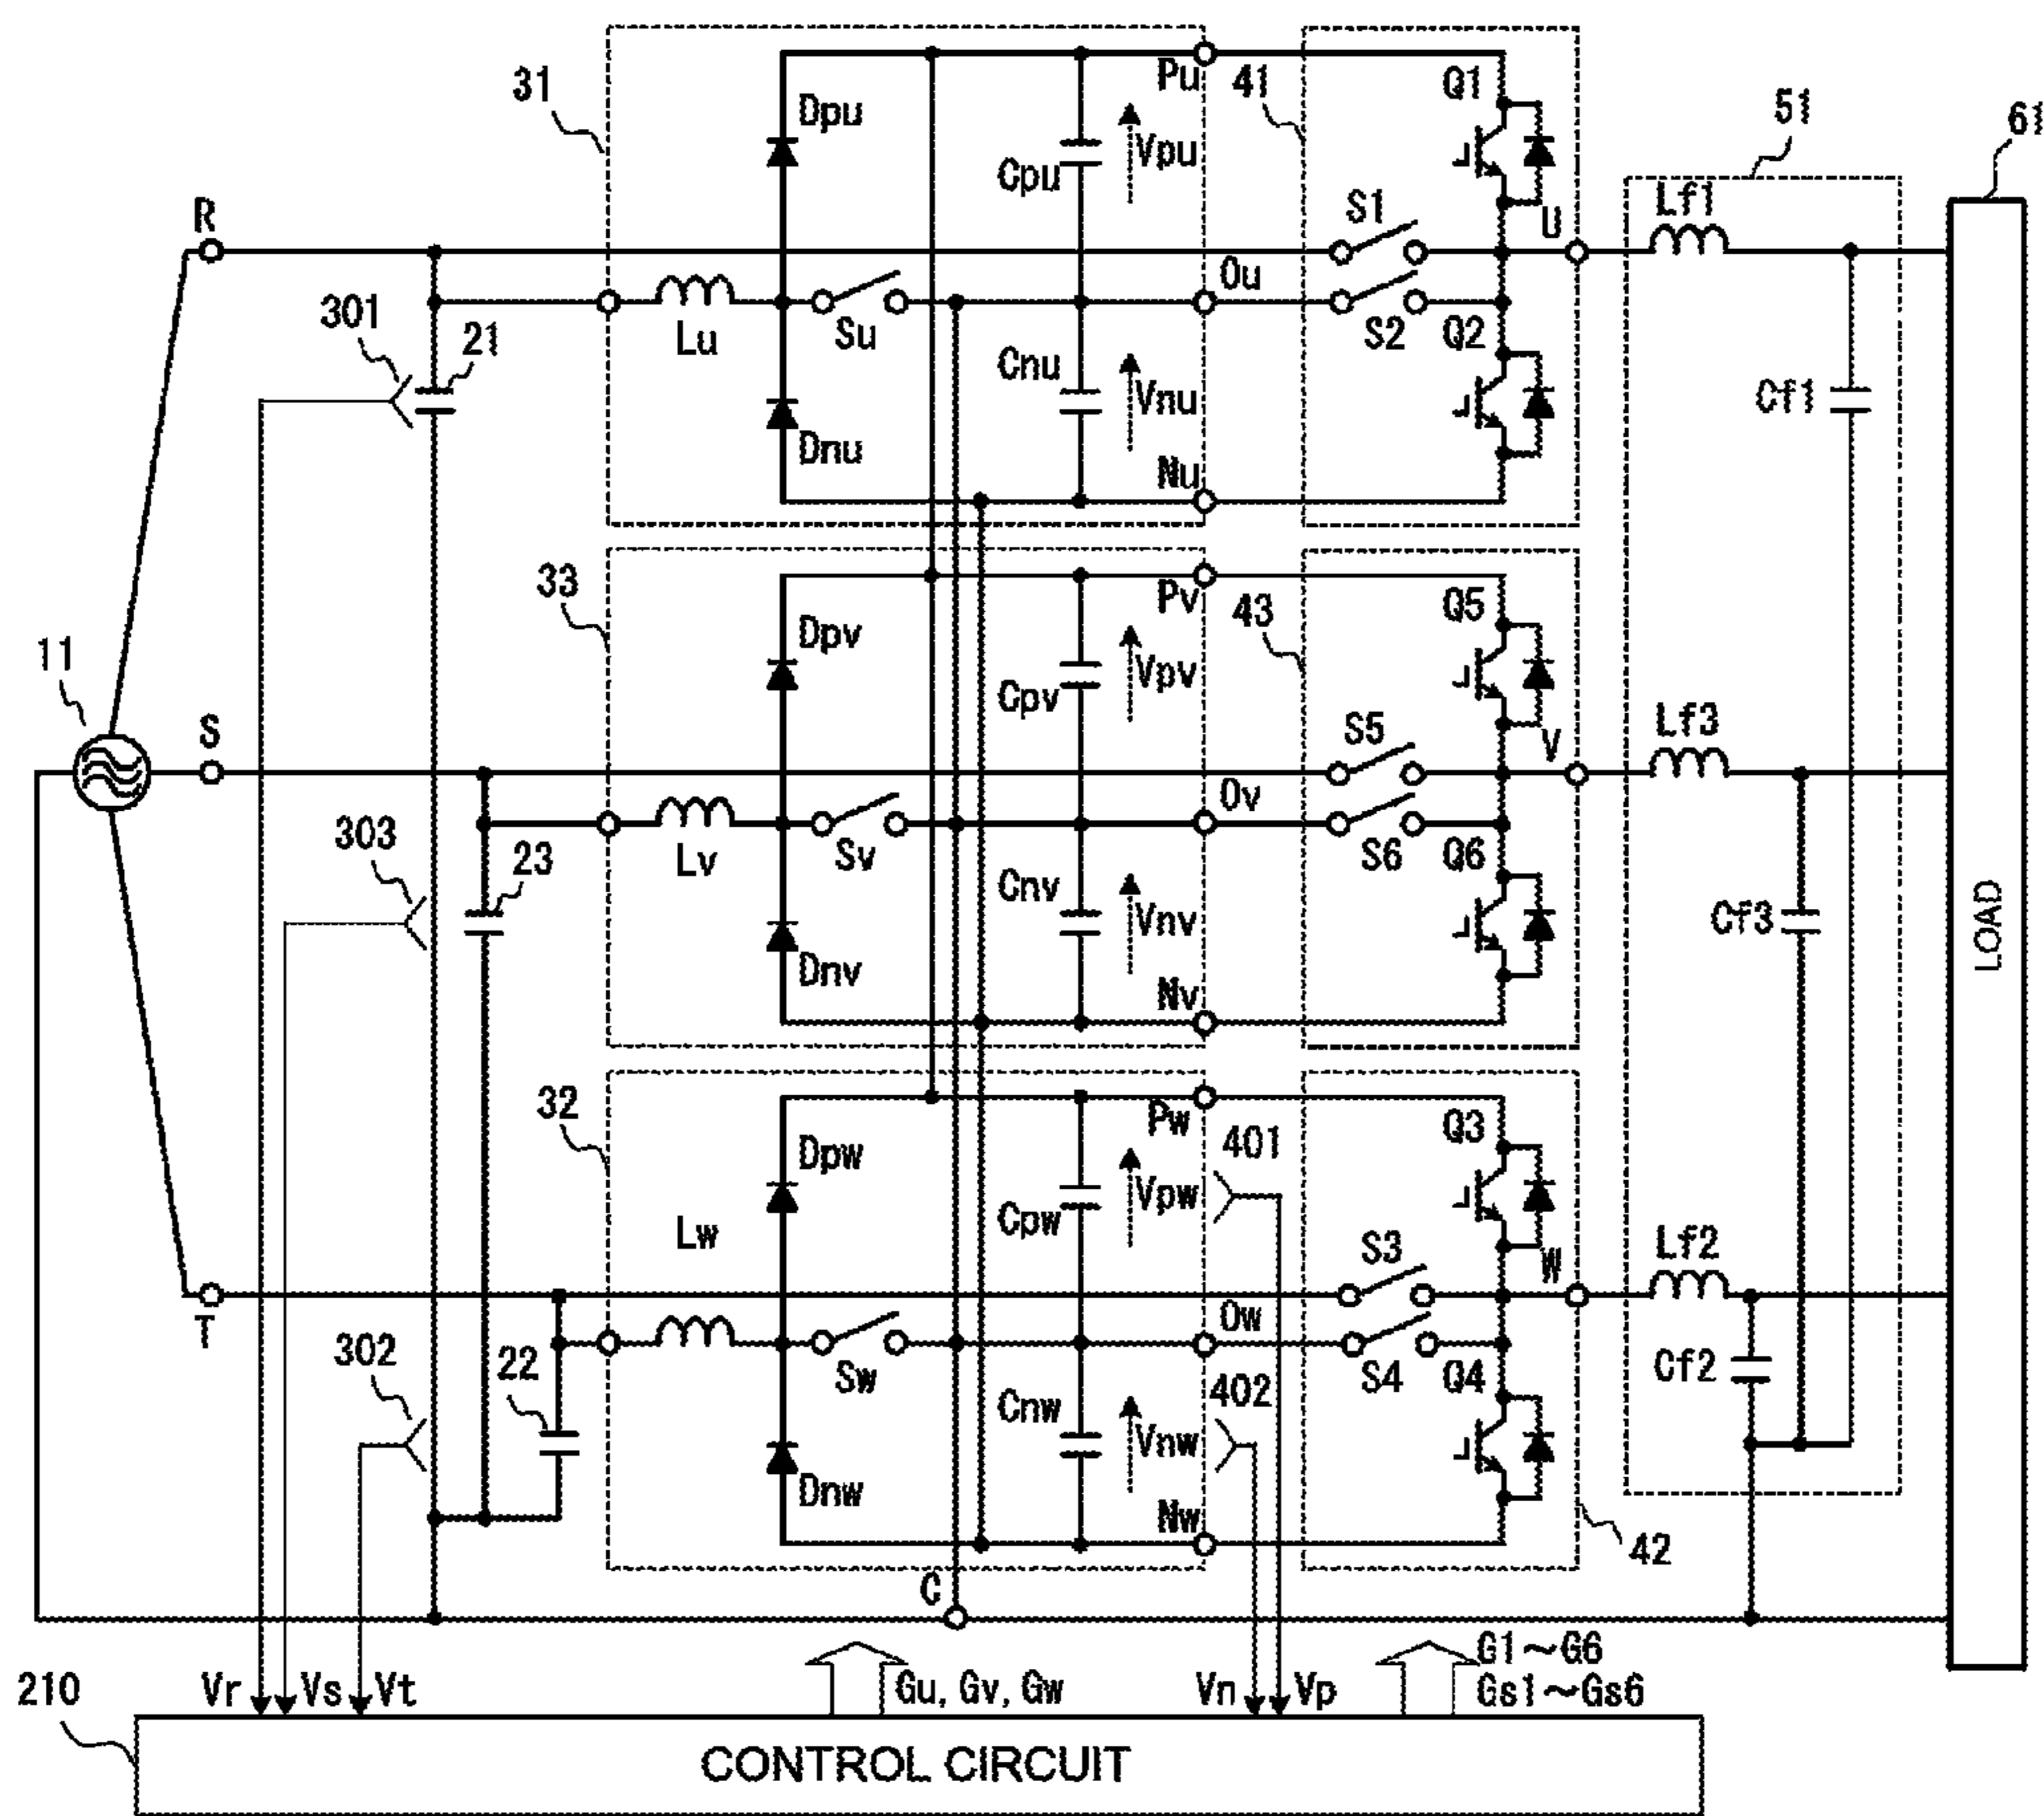 31
Dpu
Cpu
Vpu
Pu
41
Q1
51
61
R
S1
U
Lf1
Ou
301
21
Lu
Su
S2
Q2
Cnu
Vnu
Cf1
Dnu
Nu
33
Dpv
Cpv
Vpv
Pv
43
Q5
11
S
S5
V
Lf3
Ov
303
23
Lv
Sv
S6
Q6
Cnv
Vnv
Cf3
LOAD
Dnv
Nv
32
Dpw
Cpw
Vpw
Pw
401
Q3
Lw
S3
W
Lf2
T
Ow
302
22
Sw
S4
Q4
Cf2
Cnw
Vnw
402
Dnw
Nw
42
C
210
Vr
Vs
Vt
Gu, Gv, Gw
Vn
Vp
G1~G6
Gs1~Gs6
CONTROL CIRCUIT